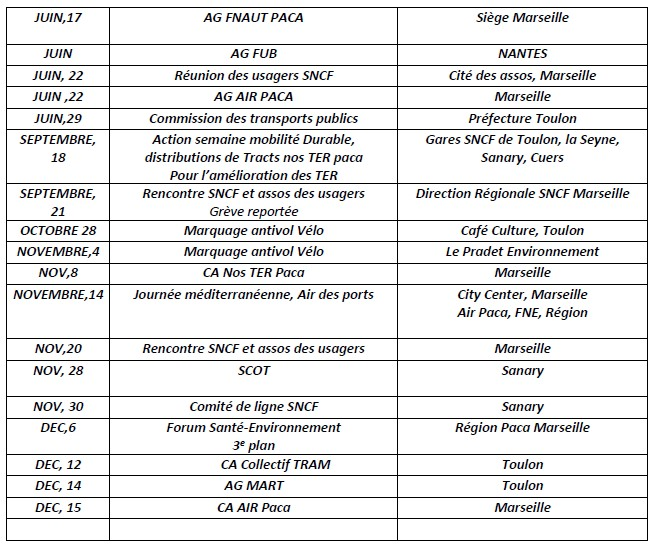 JUIN,17 AG FNAUT PACA Siège Marseille
JUIN AG FUB NANTES
JUIN, 22 Réunion des usagers SNCF Cité des assos, Marseille
JUIN ,22 AG AIR PACA Marseille
JUIN,29 Commission des transports publics Préfecture Toulon
SEPTEMBRE, Action semaine mobilité Durable, Gares SNCF de Toulon, la Seyne,
18 distributions de Tracts nos TER paca Sanary, Cuers
Pour l’amélioration des TER
SEPTEMBRE, Rencontre SNCF et assos des usagers Direction Régionale SNCF Marseille
21 Grève reportée
OCTOBRE 28 Marquage antivol Vélo Café Culture, Toulon
NOVEMBRE,4 Marquage antivol Vélo Le Pradet Environnement
NOV,8 CA Nos TER Paca Marseille
NOVEMBRE,14 Journée méditerranéenne, Air des ports City Center, Marseille
Air Paca, FNE, Région
NOV,20 Rencontre SNCF et assos des usagers Marseille
NOV, 28 SCOT Sanary
NOV, 30 Comité de ligne SNCF Sanary
DEC,6 Forum Santé-Environnement Région Paca Marseille
3e plan
DEC, 12 CA Collectif TRAM Toulon
DEC, 14 AG MART Toulon
DEC, 15 CA AIR Paca Marseille